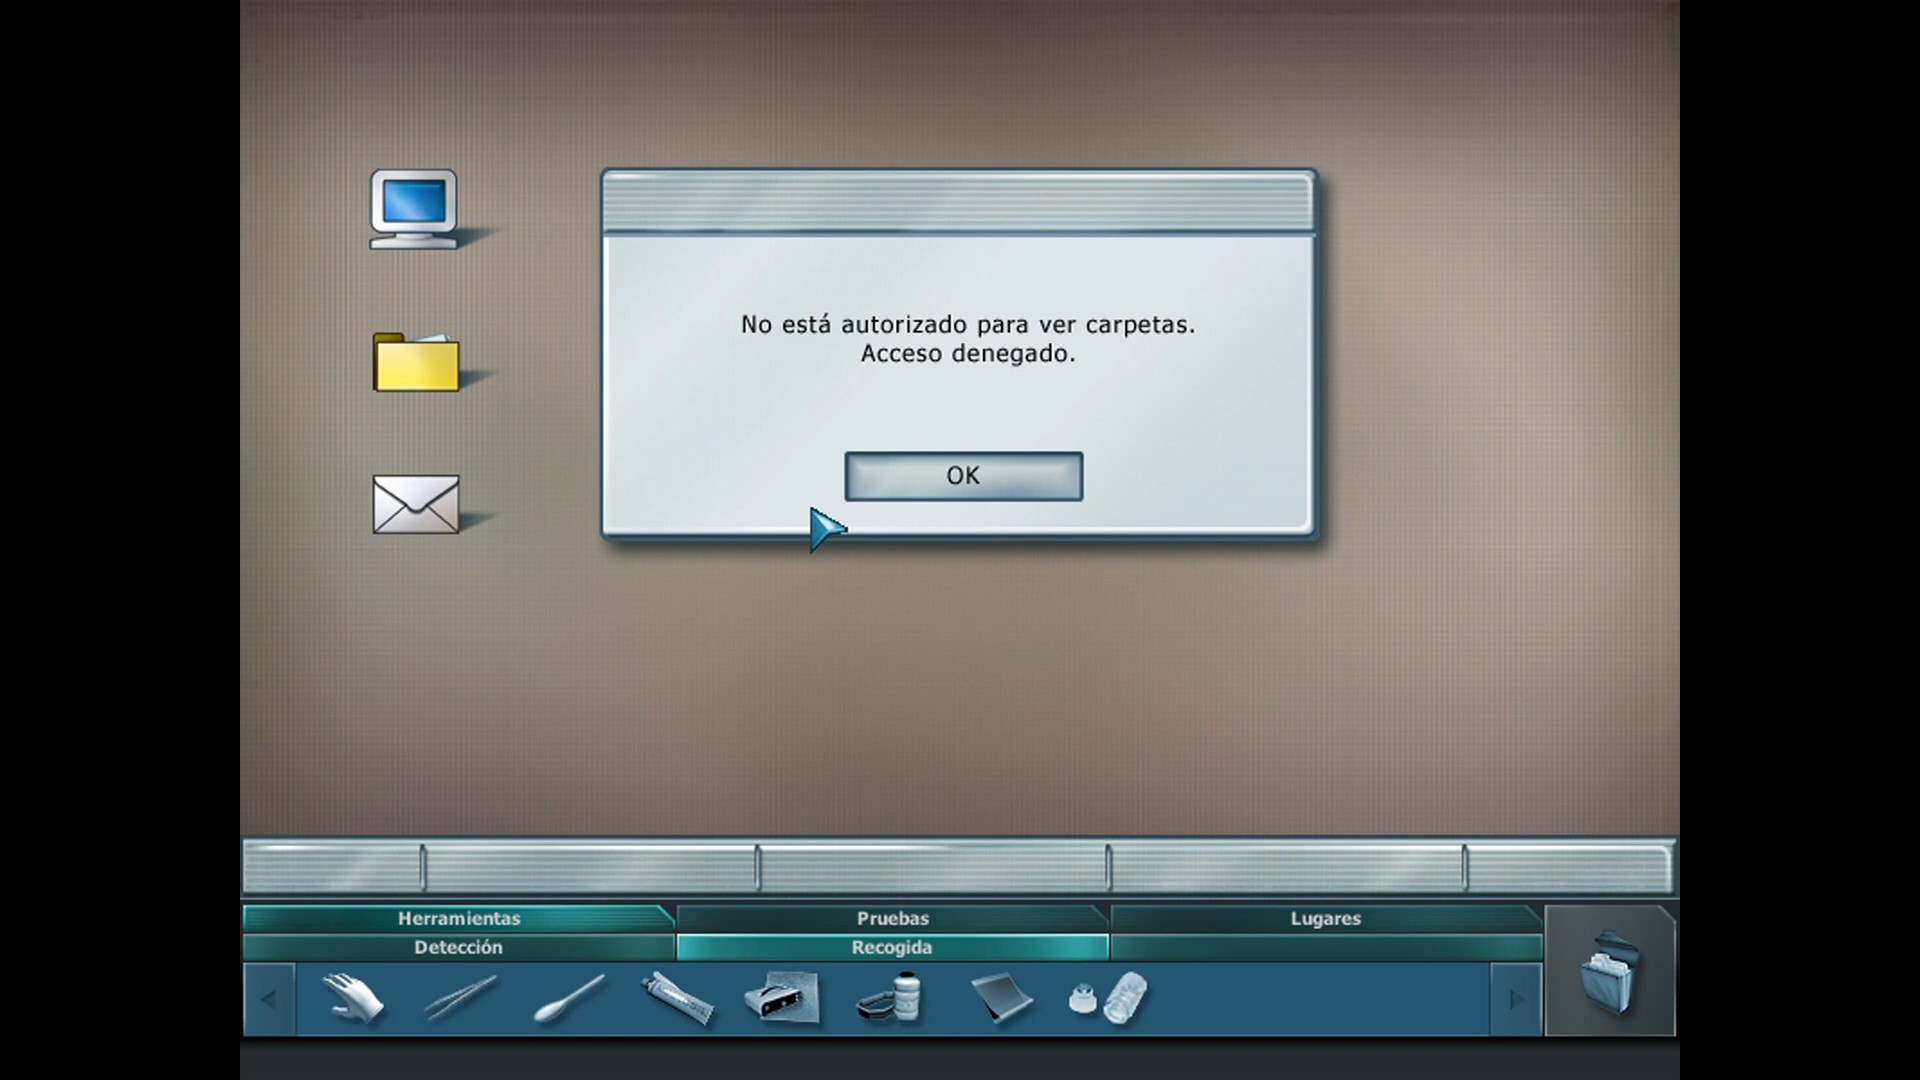 No está autorizado para ver carpetas.
Acceso denegado.
OK
Herramientas
Pruebas
Lugares
Detección
Recogida